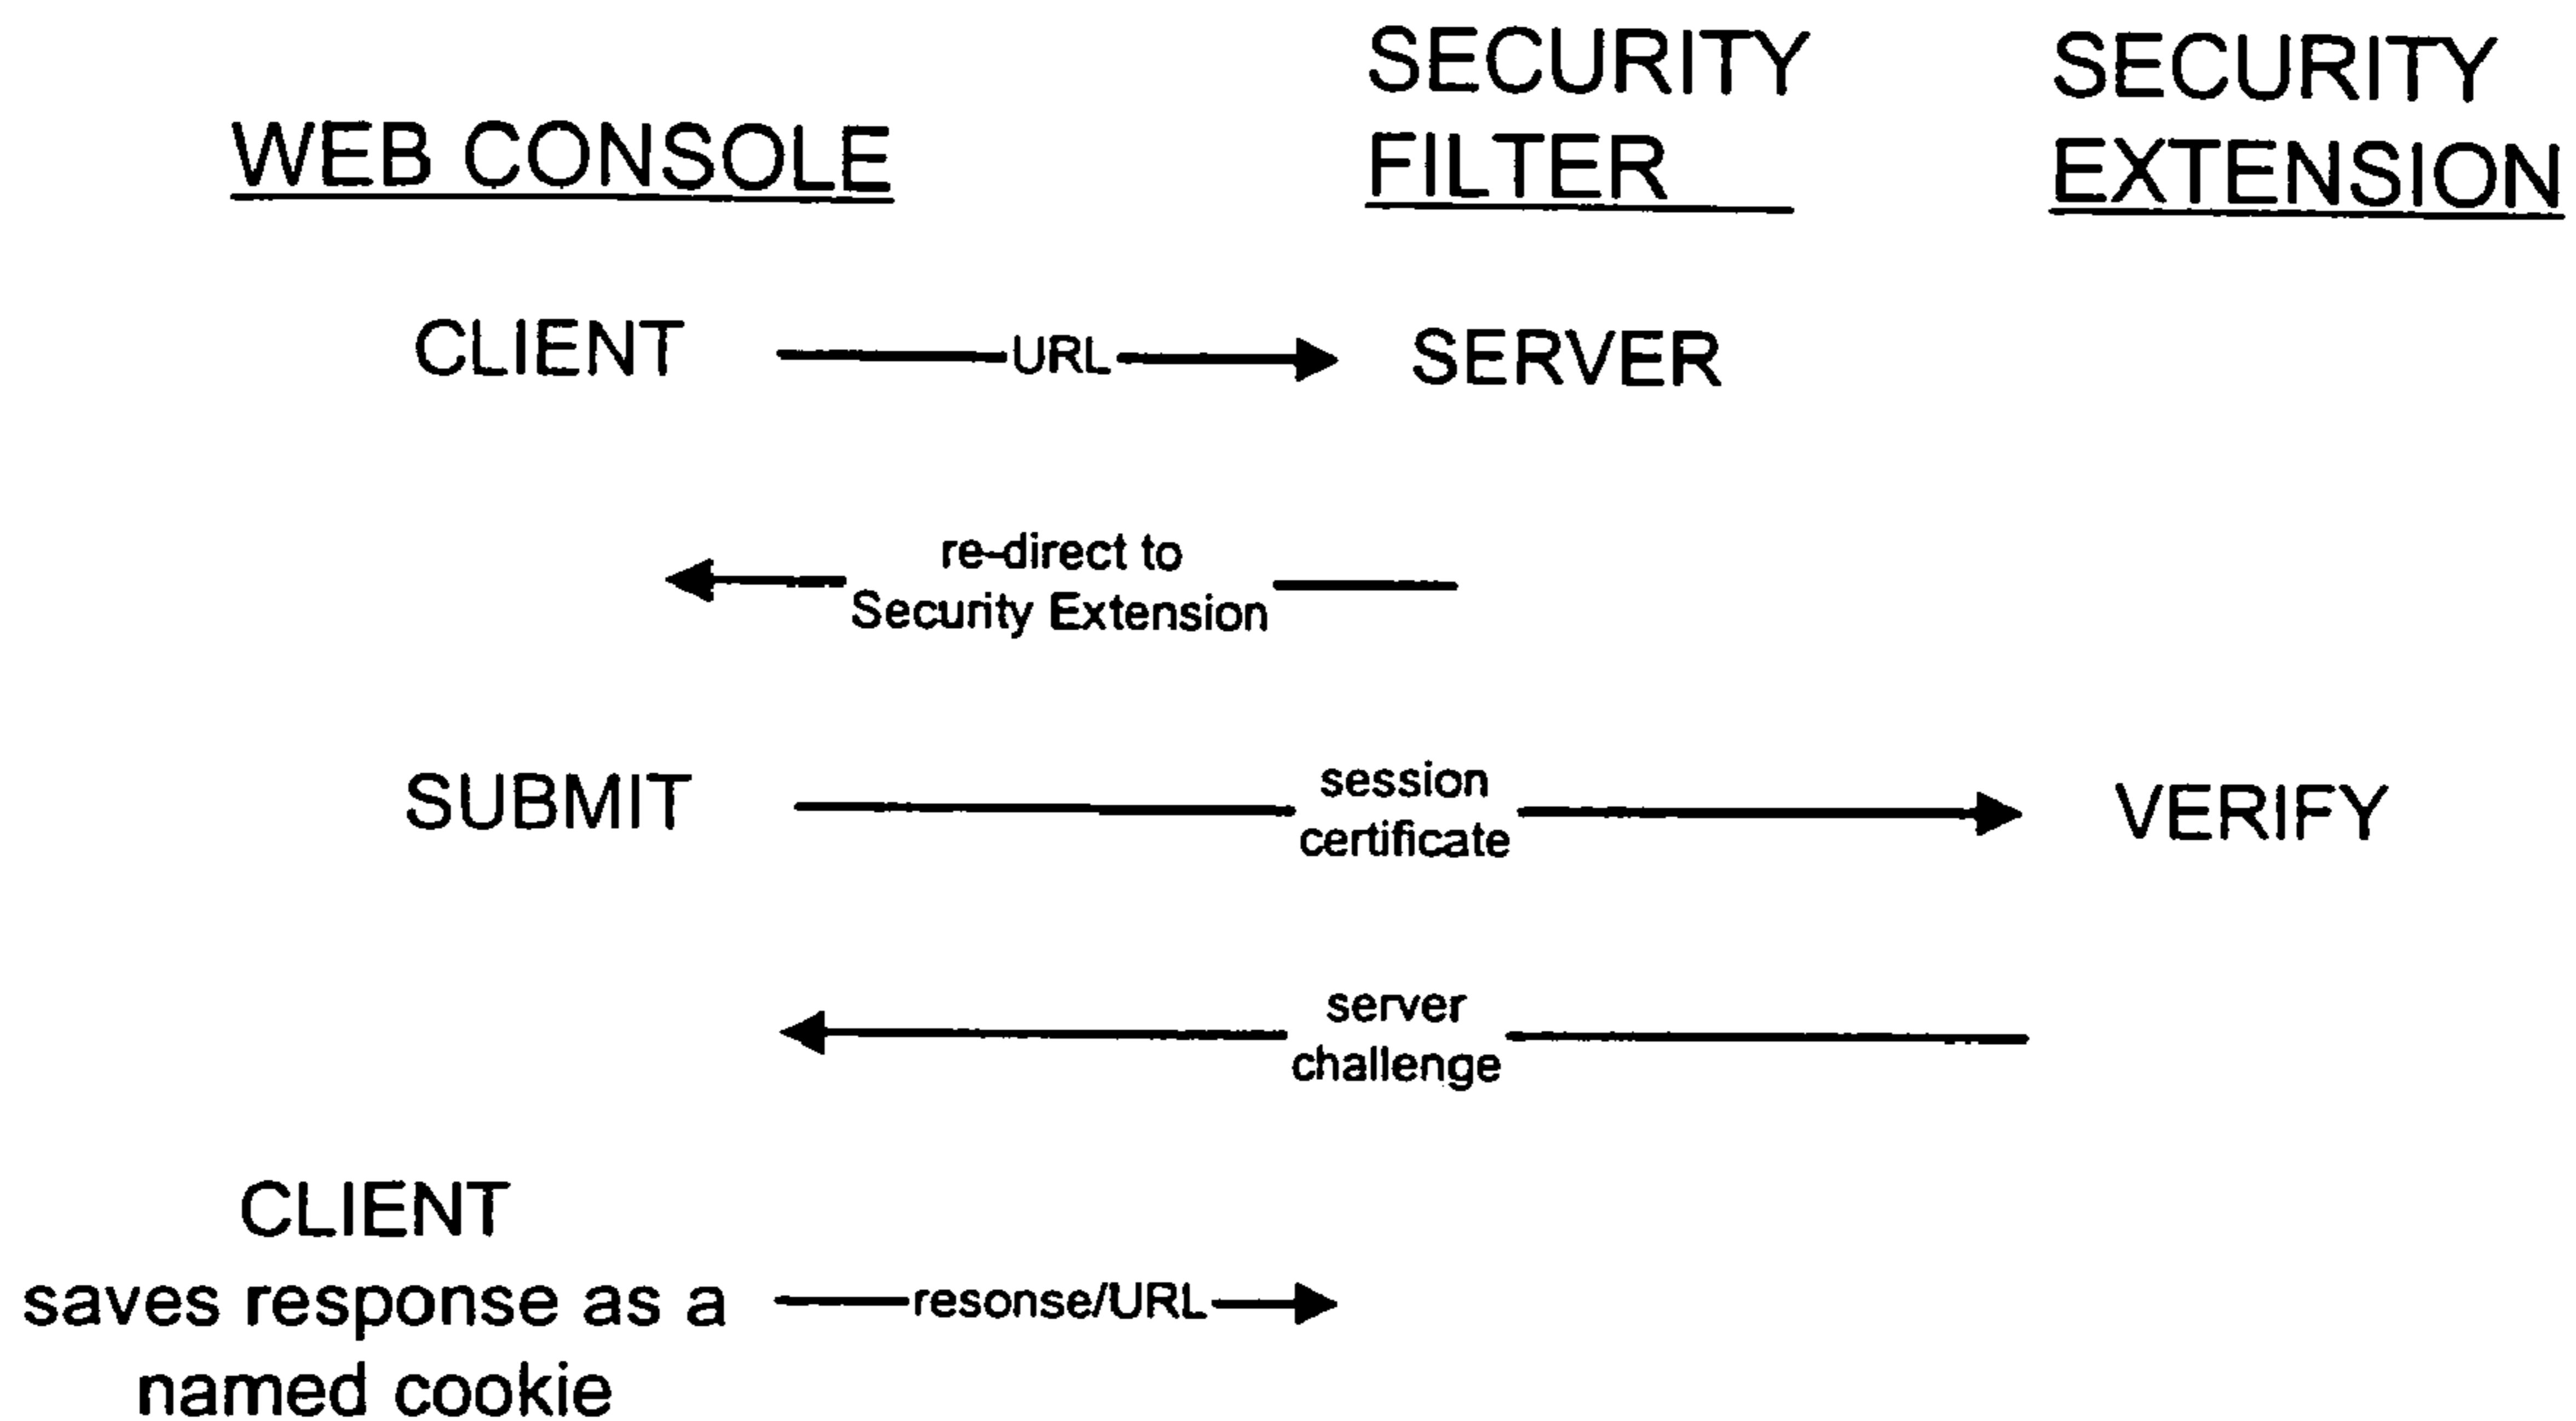 WEB CONSOLE
SECURITY
FILTER
SECURITY
EXTENSION
CLIENT
URL
SERVER
re-direct to
Security Extension
SUBMIT
session
certificate
VERIFY
server
challenge
CLIENT
saves response as a
named cookie
resonse/URL